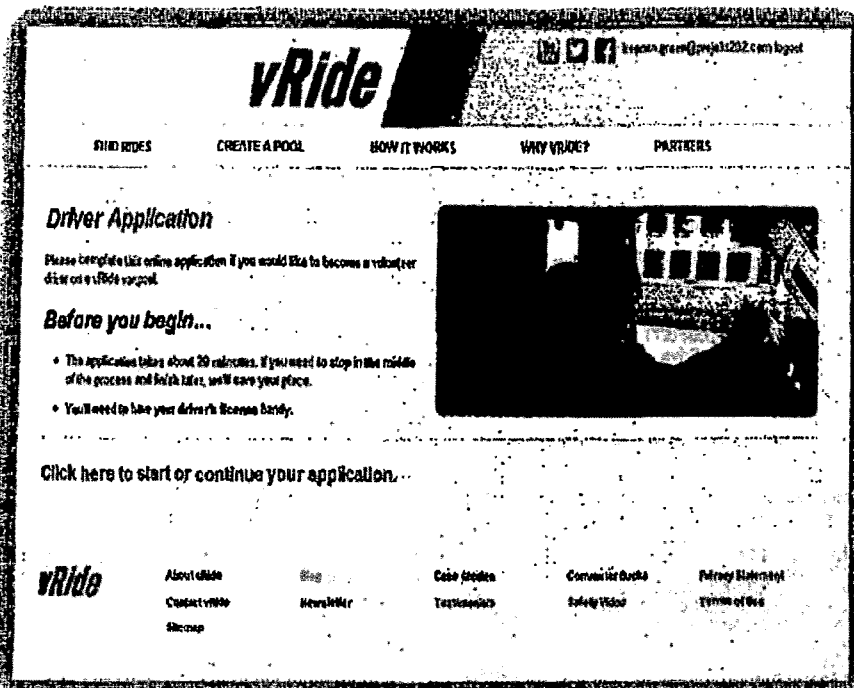 vRide
logout
FIND RIDES CREATE A POOL HOW IT WORKS WHY VRIDE? PARTNERS
Driver Application
Please complete this online application if you would like to become a volunteer
driver on a vRide vanpool.
Before you begin...
• The application takes about 20 minutes. If you need to stop in the middle
of the process and finish later, we'll save your place.
• You'll need to have your driver's license handy.
Click here to start or continue your application.
vRide
About vRide Blog Case Studies Commuter Bucks Privacy Statement
Contact vRide Newsletter Testimonials Safety Video Terms of Use
Sitemap